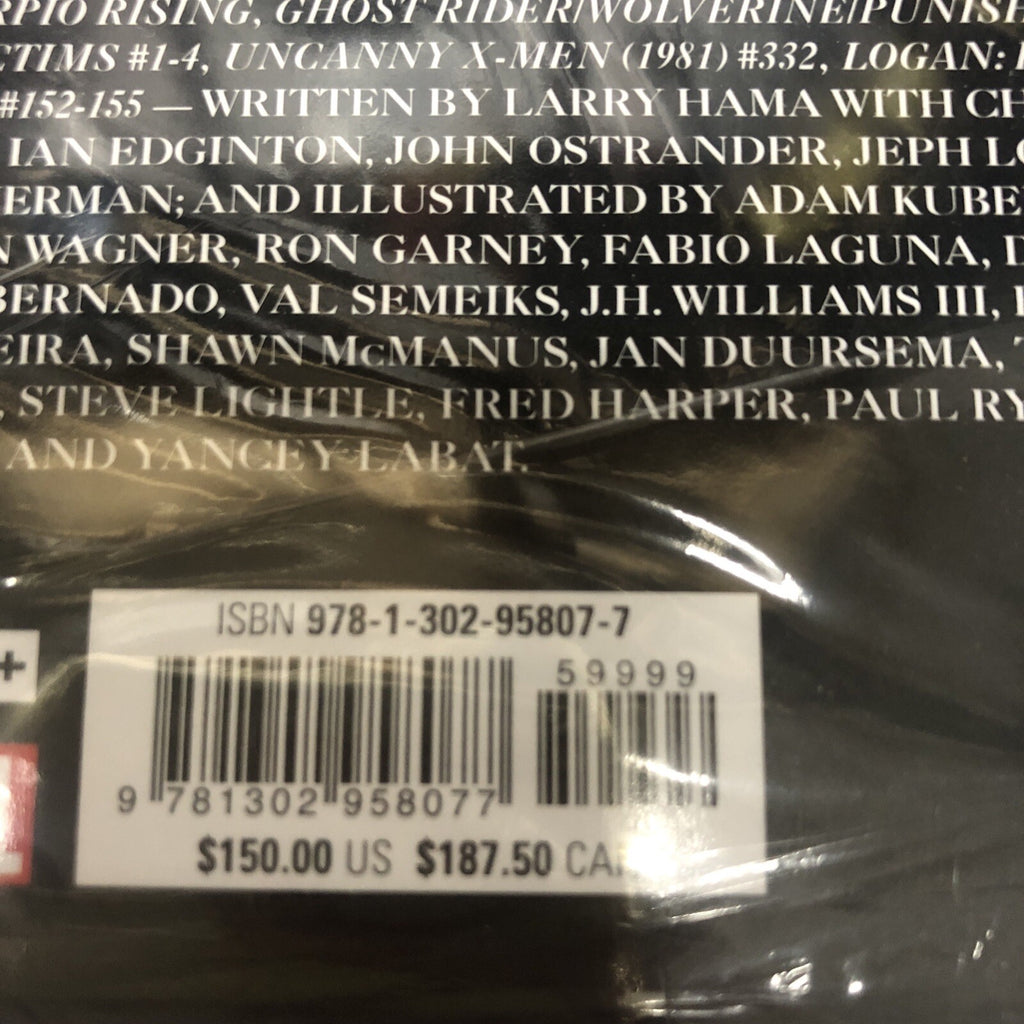 RISING, GHOST RIDER/WOLVERINE/PUNISH
CTIMS #1-4, UNCANNY X-MEN (1981) #332, LOGAN:
#152-155 — WRITTEN BY LARRY HAMA WITH CH
IAN EDGINTON, JOHN OSTRANDER, JEPH LO
ERMAN; AND ILLUSTRATED BY ADAM KUBE
N WAGNER, RON GARNEY, FABIO LAGUNA, D
BERNADO, VAL SEMEIKS, J.H. WILLIAMS III,
EIRA, SHAWN McMANUS, JAN DUURSEMA,
, STEVE LIGHTLE, FRED HARPER, PAUL RY
AND YANCEY LABAT.
ISBN 978-1-302-95807-7
59999
+
9 781302 958077
$150.00 US $187.50 CA